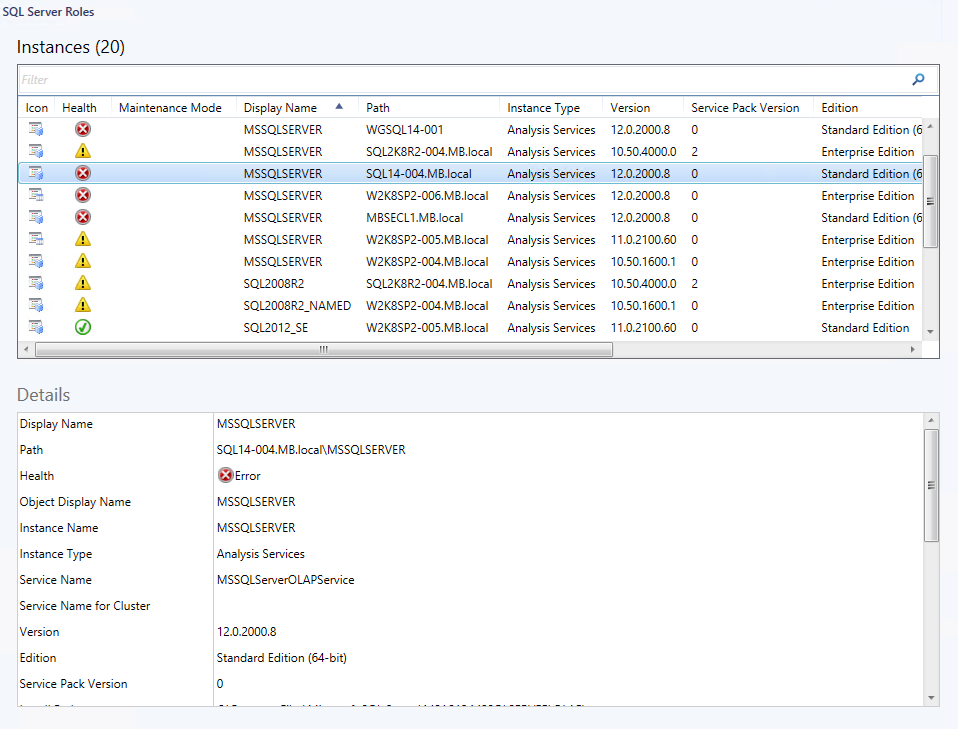 SQL Server Roles
Instances (20)
Filter
Icon Health Maintenance Mode Display Name Path Instance Type Version Service Pack Version Edition
MSSQLSERVER WGSQL14-001 Analysis Services 12.0.2000.8 0 Standard Edition (6
MSSQLSERVER SQL2K8R2-004.MB.local Analysis Services 10.50.4000.0 2 Enterprise Edition
MSSQLSERVER SQL14-004.MB.local Analysis Services 12.0.2000.8 0 Standard Edition (6
MSSQLSERVER W2K8SP2-006.MB.local Analysis Services 12.0.2000.8 0 Enterprise Edition
MSSQLSERVER MBSECL1.MB.local Analysis Services 12.0.2000.8 0 Standard Edition (6
MSSQLSERVER W2K8SP2-005.MB.local Analysis Services 11.0.2100.60 0 Enterprise Edition
MSSQLSERVER W2K8SP2-004.MB.local Analysis Services 10.50.1600.1 0 Enterprise Edition
SQL2008R2 SQL2K8R2-004.MB.local Analysis Services 10.50.4000.0 2 Enterprise Edition
SQL2008R2_NAMED W2K8SP2-004.MB.local Analysis Services 10.50.1600.1 0 Enterprise Edition
SQL2012_SE W2K8SP2-005.MB.local Analysis Services 11.0.2100.60 0 Standard Edition
Details
Display Name MSSQLSERVER
Path SQL14-004.MB.local\MSSQLSERVER
Health Error
Object Display Name MSSQLSERVER
Instance Name MSSQLSERVER
Instance Type Analysis Services
Service Name MSSQLServerOLAPService
Service Name for Cluster
Version 12.0.2000.8
Edition Standard Edition (64-bit)
Service Pack Version 0